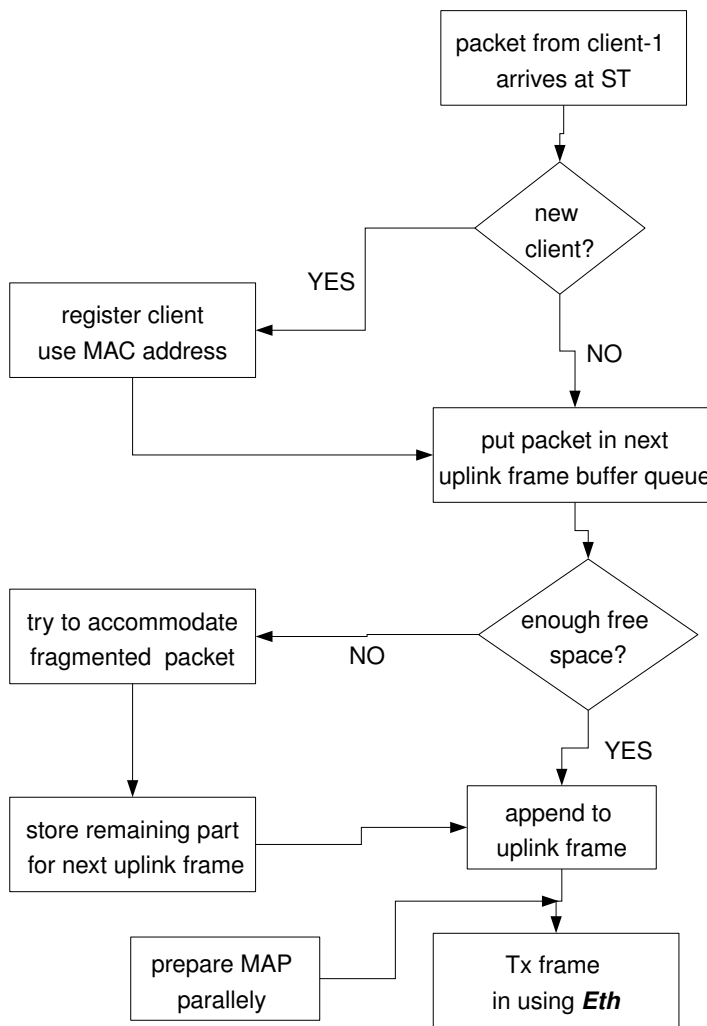 packet from client-1
arrives at ST
new
client?
YES
register client
use MAC address
NO
put packet in next
uplink frame buffer queue
try to accommodate
fragmented packet
enough free
space?
NO
YES
store remaining part
for next uplink frame
append to
uplink frame
prepare MAP
parallely
Tx frame
in using Eth